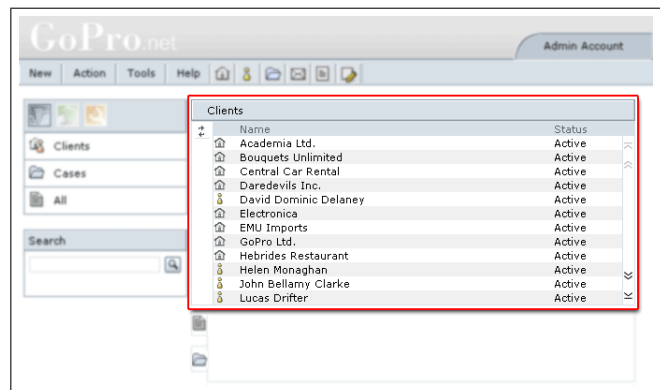 GoPro.net
Admin Account
New Action Tools Help
Clients
Cases
All
Search
Clients
Name Status
Academia Ltd. Active
Bouquets Unlimited Active
Central Car Rental Active
Daredevils Inc. Active
David Dominic Delaney Active
Electronica Active
EMU Imports Active
GoPro Ltd. Active
Hebrides Restaurant Active
Helen Monaghan Active
John Bellamy Clarke Active
Lucas Drifter Active